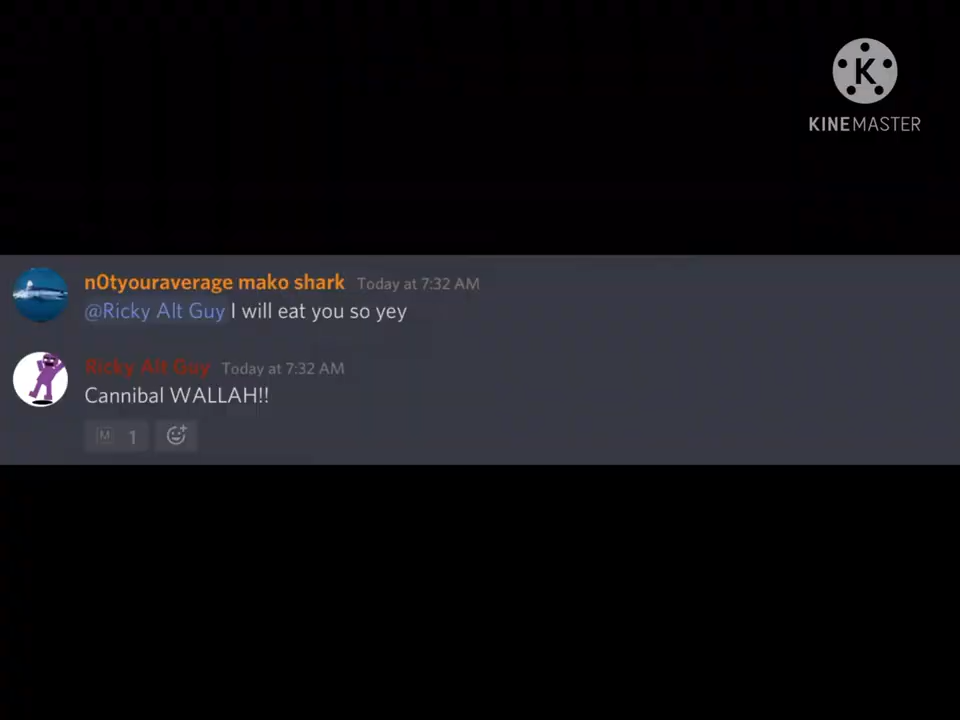 K
KINEMASTER
n0tyouraverage mako shark Today at 7:32 AM
@Ricky Alt Guy I will eat you so yey
Ricky Alt Guy Today at 7:32 AM
Cannibal WALLAH!!
M 1